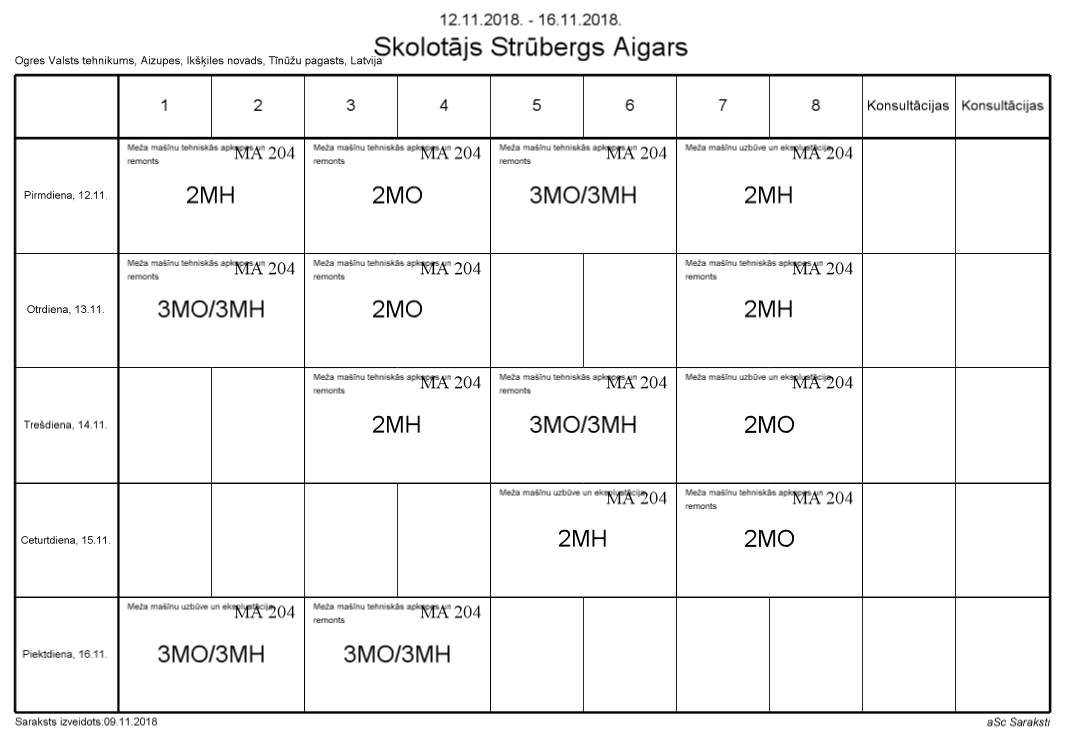 12.11.2018. - 16.11.2018.
Skolotājs Strūbergs Aigars
Ogres Valsts tehnikums, Aizupes, Ikšķiles novads, Tīnūžu pagasts, Latvija
1 2 3 4 5 6 7 8 Konsultācijas Konsultācijas
Pirmdiena, 12.11.
Meža mašīnu tehniskās apkopes un
remonts
MA 204
2MH
Meža mašīnu tehniskās apkopes un
remonts
MA 204
2MO
Meža mašīnu tehniskās apkopes un
remonts
MA 204
3MO/3MH
Meža mašīnu uzbūve un ekspluatācija
MA 204
2MH
Otrdiena, 13.11.
Meža mašīnu tehniskās apkopes un
remonts
MA 204
3MO/3MH
Meža mašīnu tehniskās apkopes un
remonts
MA 204
2MO
Meža mašīnu tehniskās apkopes un
remonts
MA 204
2MH
Trešdiena, 14.11.
Meža mašīnu tehniskās apkopes un
remonts
MA 204
2MH
Meža mašīnu tehniskās apkopes un
remonts
MA 204
3MO/3MH
Meža mašīnu uzbūve un ekspluatācija
MA 204
2MO
Ceturtdiena, 15.11.
Meža mašīnu uzbūve un ekspluatācija
MA 204
2MH
Meža mašīnu tehniskās apkopes un
remonts
MA 204
2MO
Piektdiena, 16.11.
Meža mašīnu uzbūve un ekspluatācija
MA 204
3MO/3MH
Meža mašīnu tehniskās apkopes un
remonts
MA 204
3MO/3MH
Saraksts izveidots:09.11.2018
aSc Saraksti